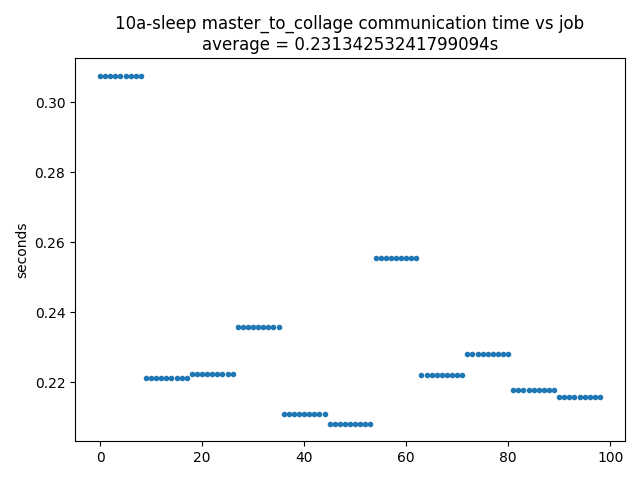 10a-sleep master_to_collage communication time vs job
average = 0.23134253241799094s
seconds
0.30
0.28
0.26
0.24
0.22
0 20 40 60 80 100